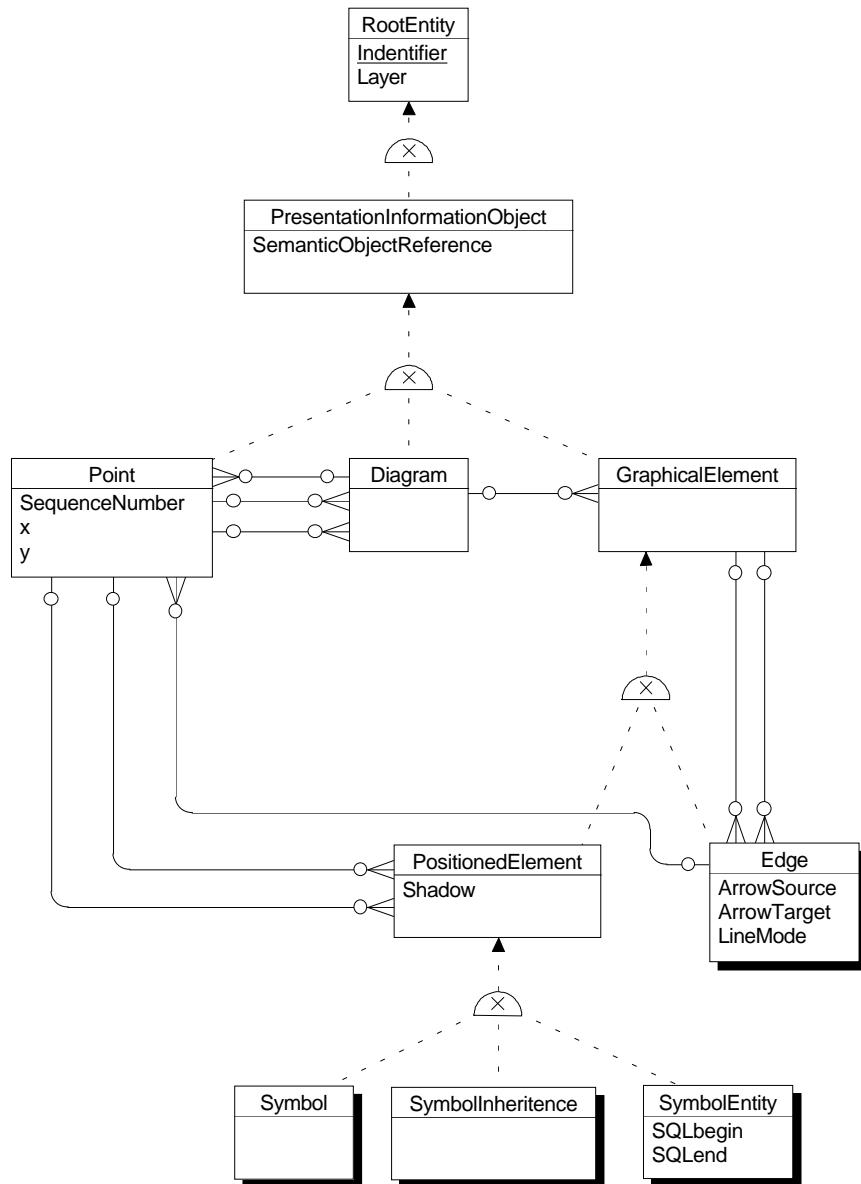 RootEntity
Indentifier
Layer
PresentationInformationObject
SemanticObjectReference
Point
SequenceNumber
x
y
Diagram
GraphicalElement
PositionedElement
Shadow
Edge
ArrowSource
ArrowTarget
LineMode
Symbol
SymbolInheritence
SymbolEntity
SQLbegin
SQLend